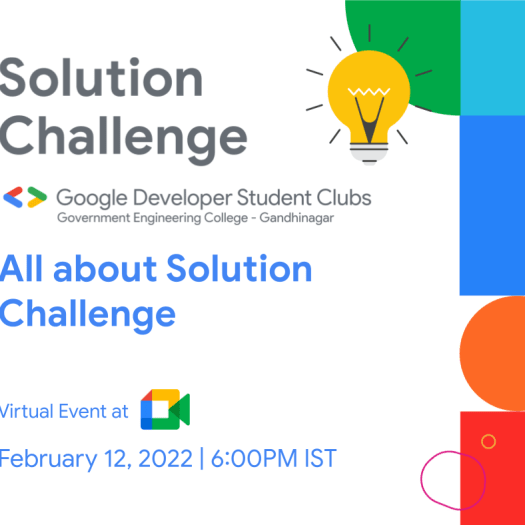 Solution
Challenge
Google Developer Student Clubs
Government Engineering College - Gandhinagar
All about Solution
Challenge
Virtual Event at
February 12, 2022 | 6:00PM IST